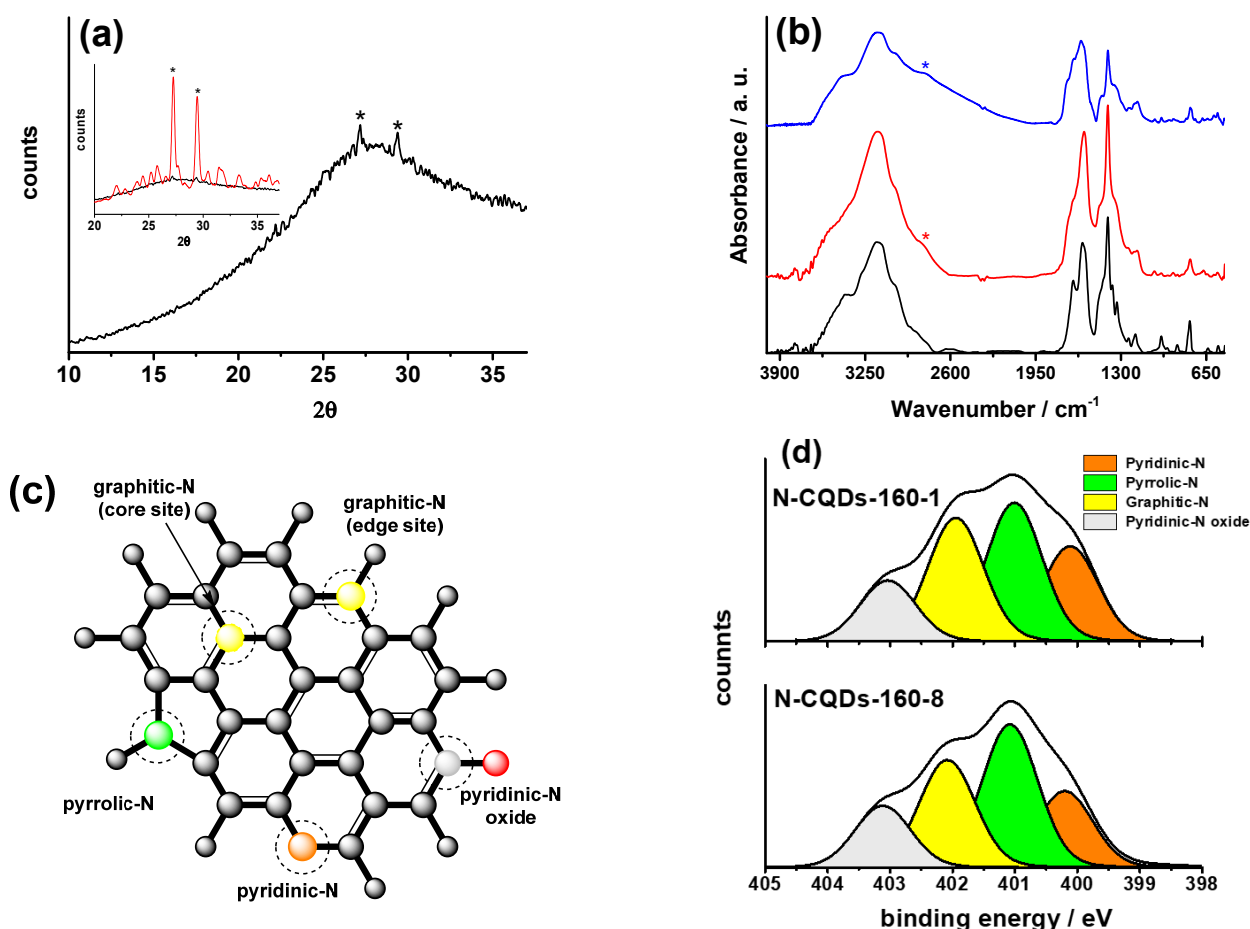 (a)
counts
*
*
counts
20
25
30
35
2θ
*
*
10
15
20
25
30
35
2θ
(b)
Absorbance / a. u.
*
*
3900
3250
2600
1950
1300
650
Wavenumber / cm⁻¹
(c)
graphitic-N
(core site)
graphitic-N
(edge site)
pyrrolic-N
pyridinic-N
oxide
pyridinic-N
(d)
Pyridinic-N
Pyrrolic-N
Graphitic-N
Pyridinic-N oxide
N-CQDs-160-1
N-CQDs-160-8
counnts
405
404
403
402
401
400
399
398
binding energy / eV